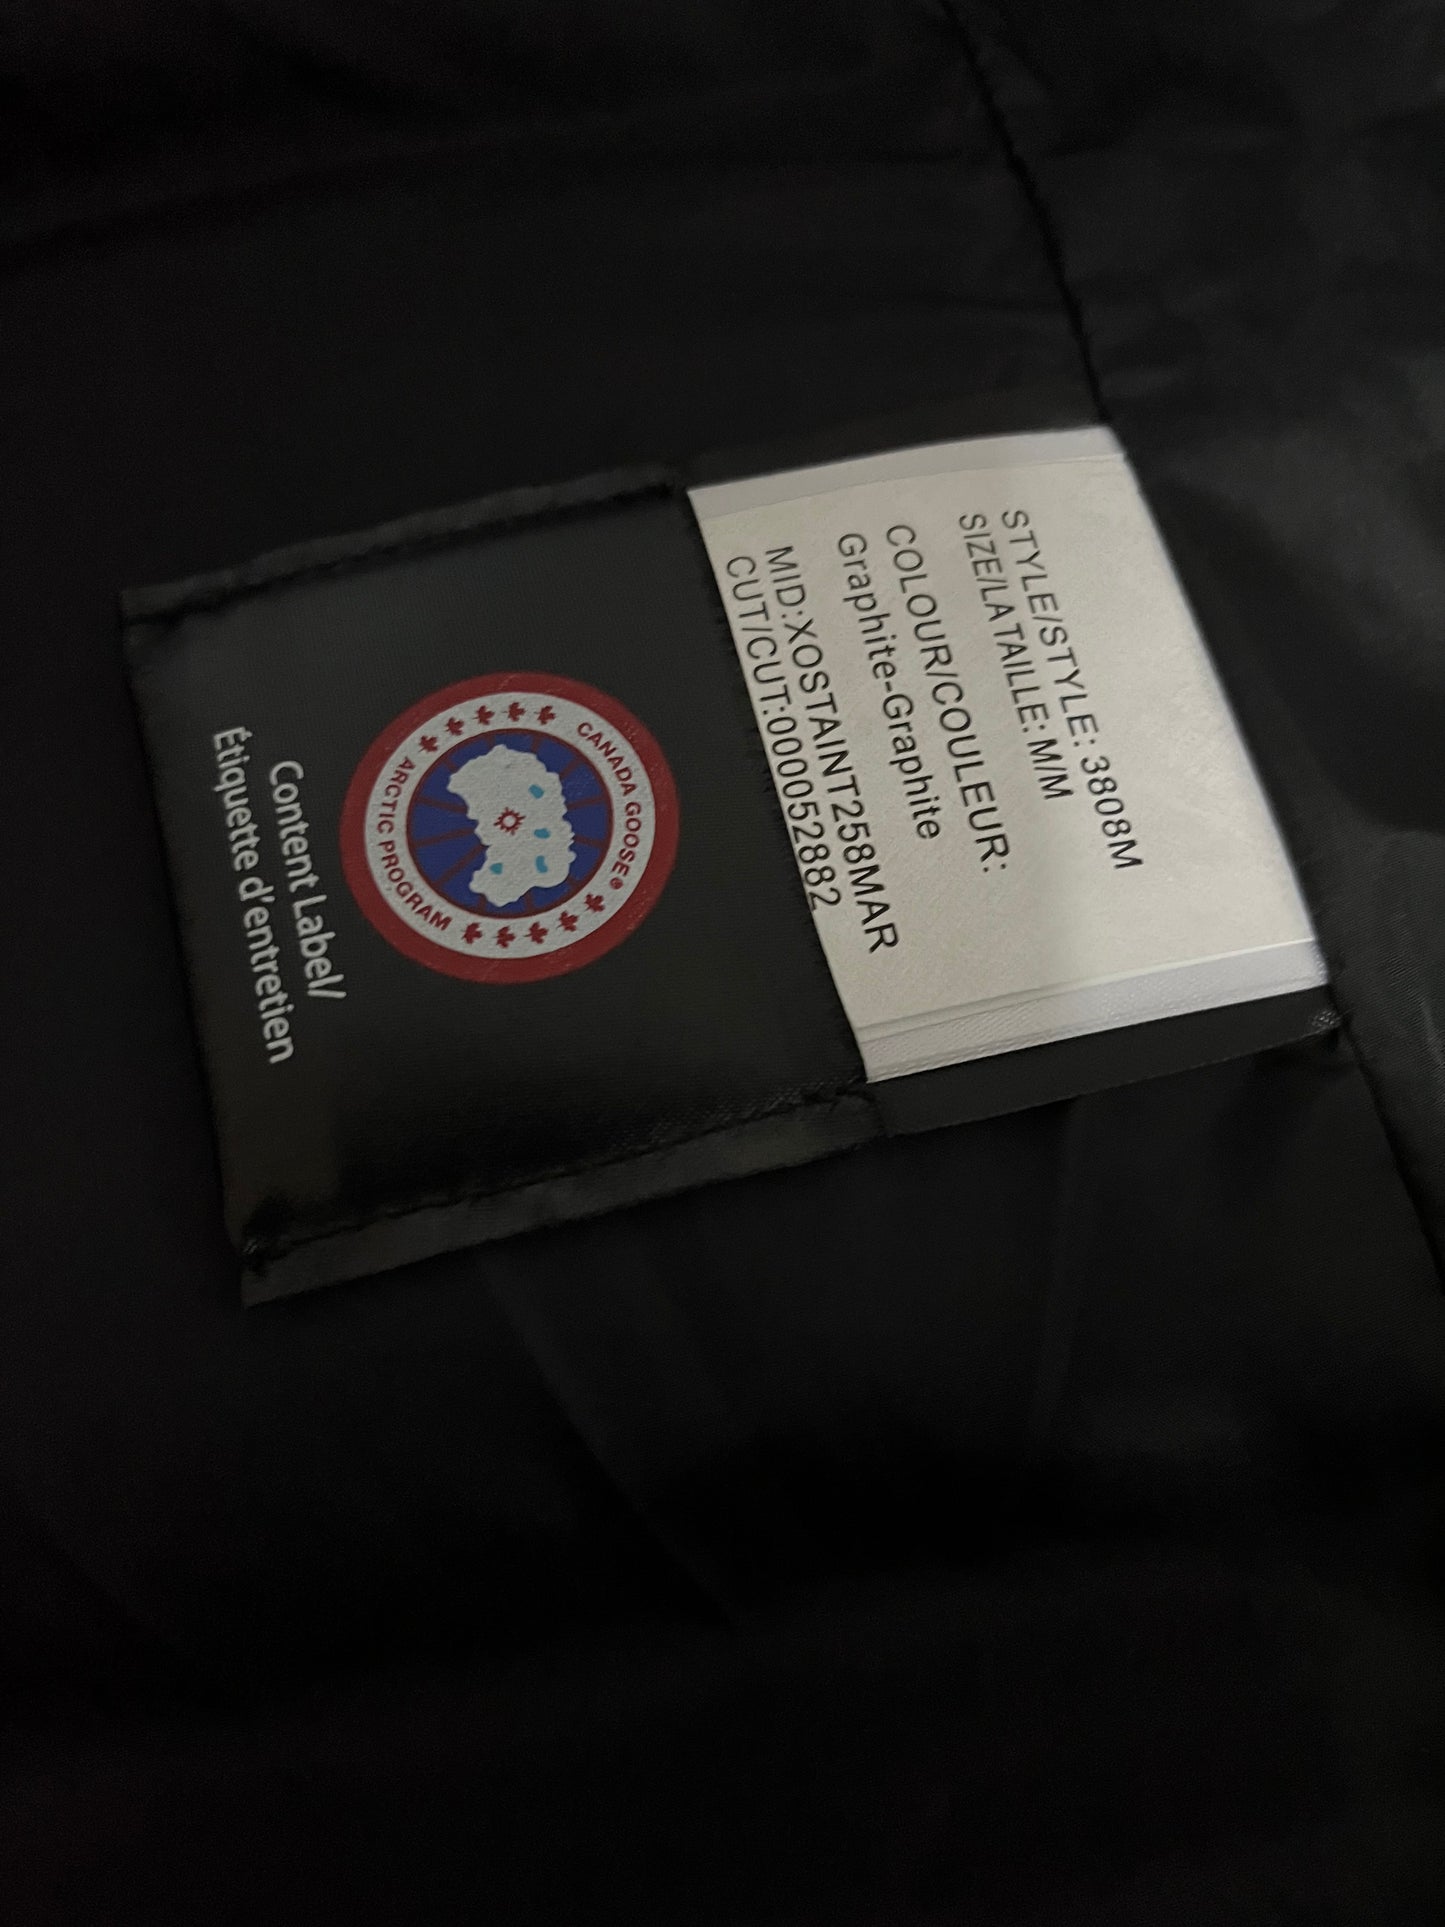 STYLE/STYLE: 3808M
SIZE/LA TAILLE: M/M
COLOUR/COULEUR:
Graphite-Graphite
MID:XOSTAINT258MAR
CUT/CUT:000052882
CANADA GOOSE®
ARCTIC PROGRAM
Content Label/
Étiquette d'entretien